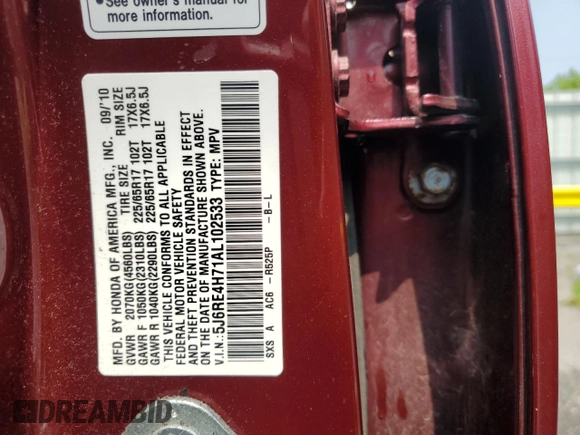 See owner's manual for
more information.
MFD. BY HONDA OF AMERICA MFG., INC. 09/'10
TIRE SIZE RIM SIZE
GVWR 2070KG(4560LBS)
GAWR F 1050KG(2310LBS) 225/65R17 102T 17X6.5J
GAWR R 1040KG(2290LBS) 225/65R17 102T 17X6.5J
THIS VEHICLE CONFORMS TO ALL APPLICABLE
FEDERAL MOTOR VEHICLE SAFETY
AND THEFT PREVENTION STANDARDS IN EFFECT
ON THE DATE OF MANUFACTURE SHOWN ABOVE.
V.I.N.: 5J6RE4H71AL102533 TYPE: MPV
SXS A AC6 - R525P - B - L
DREAMBID